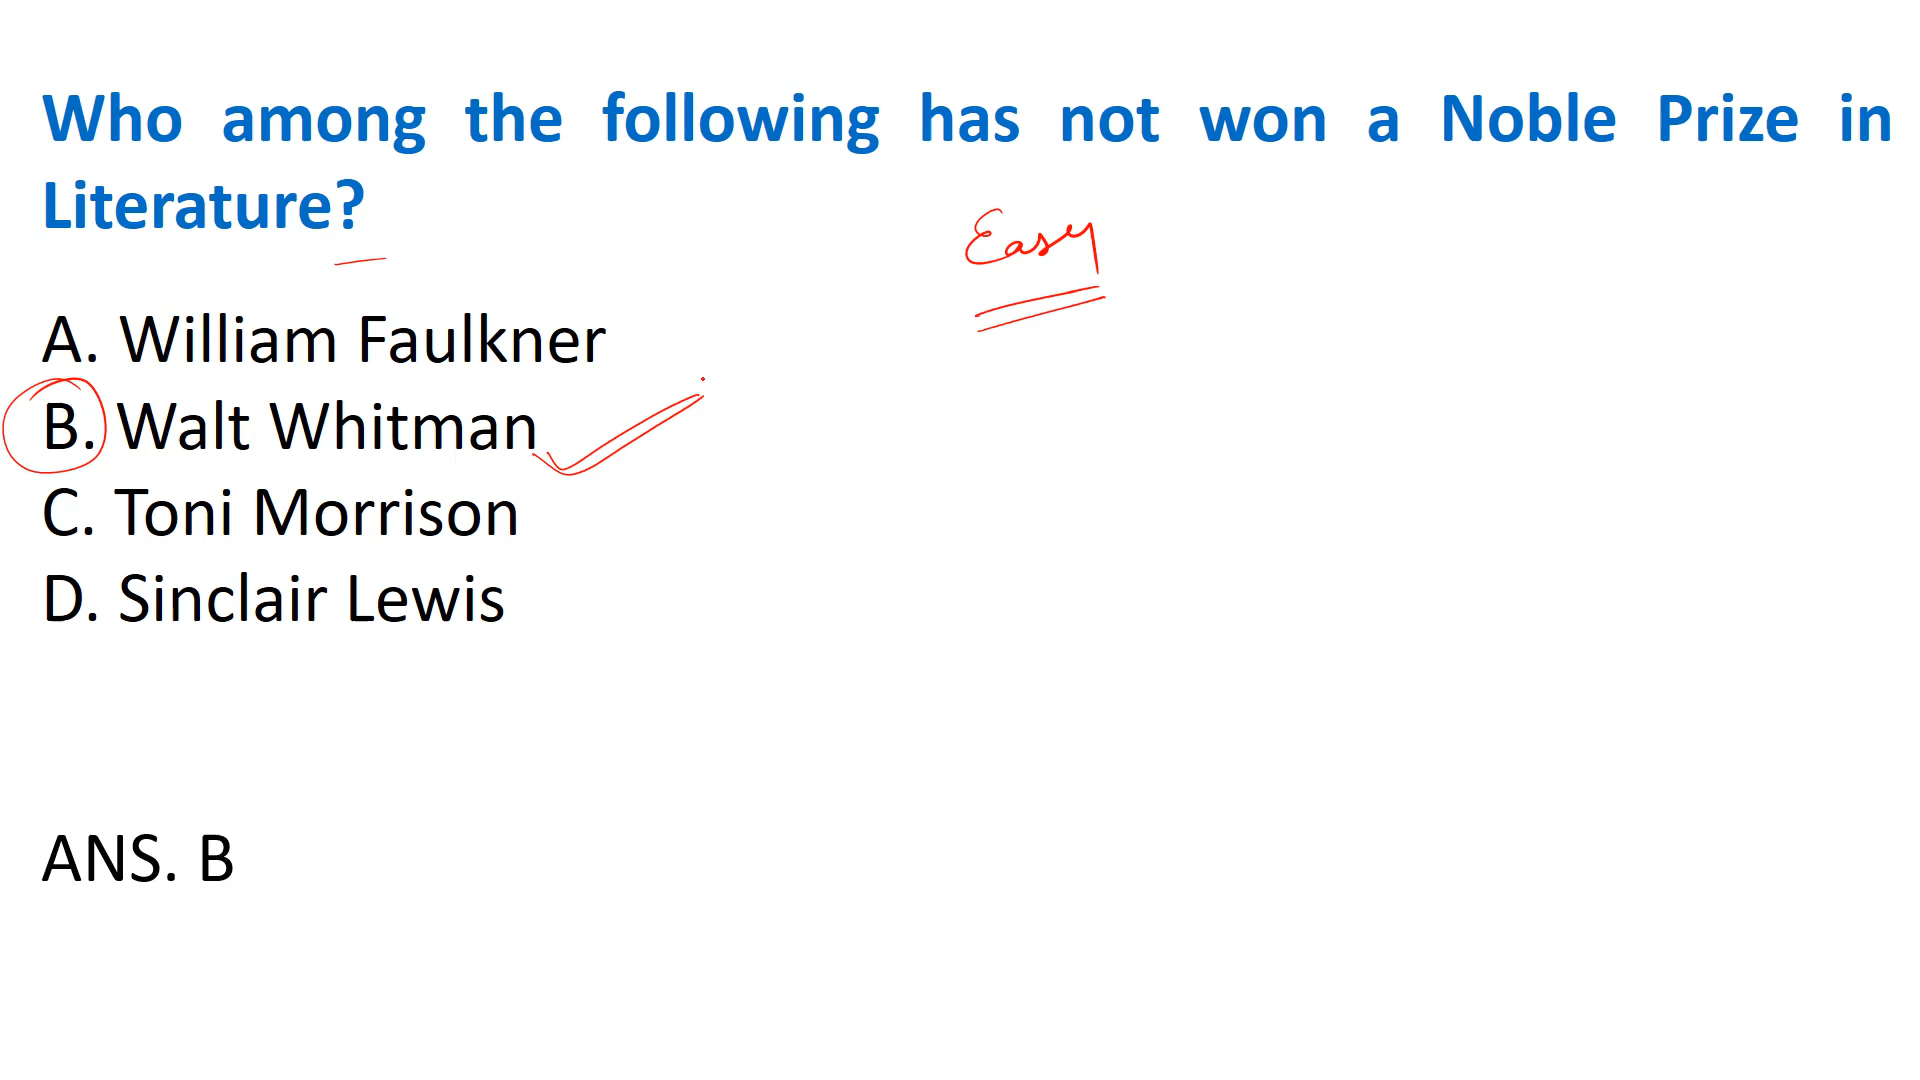 Who among the following has not won a Noble Prize in
Literature?
Easy
A. William Faulkner
B. Walt Whitman
C. Toni Morrison
D. Sinclair Lewis
ANS. B